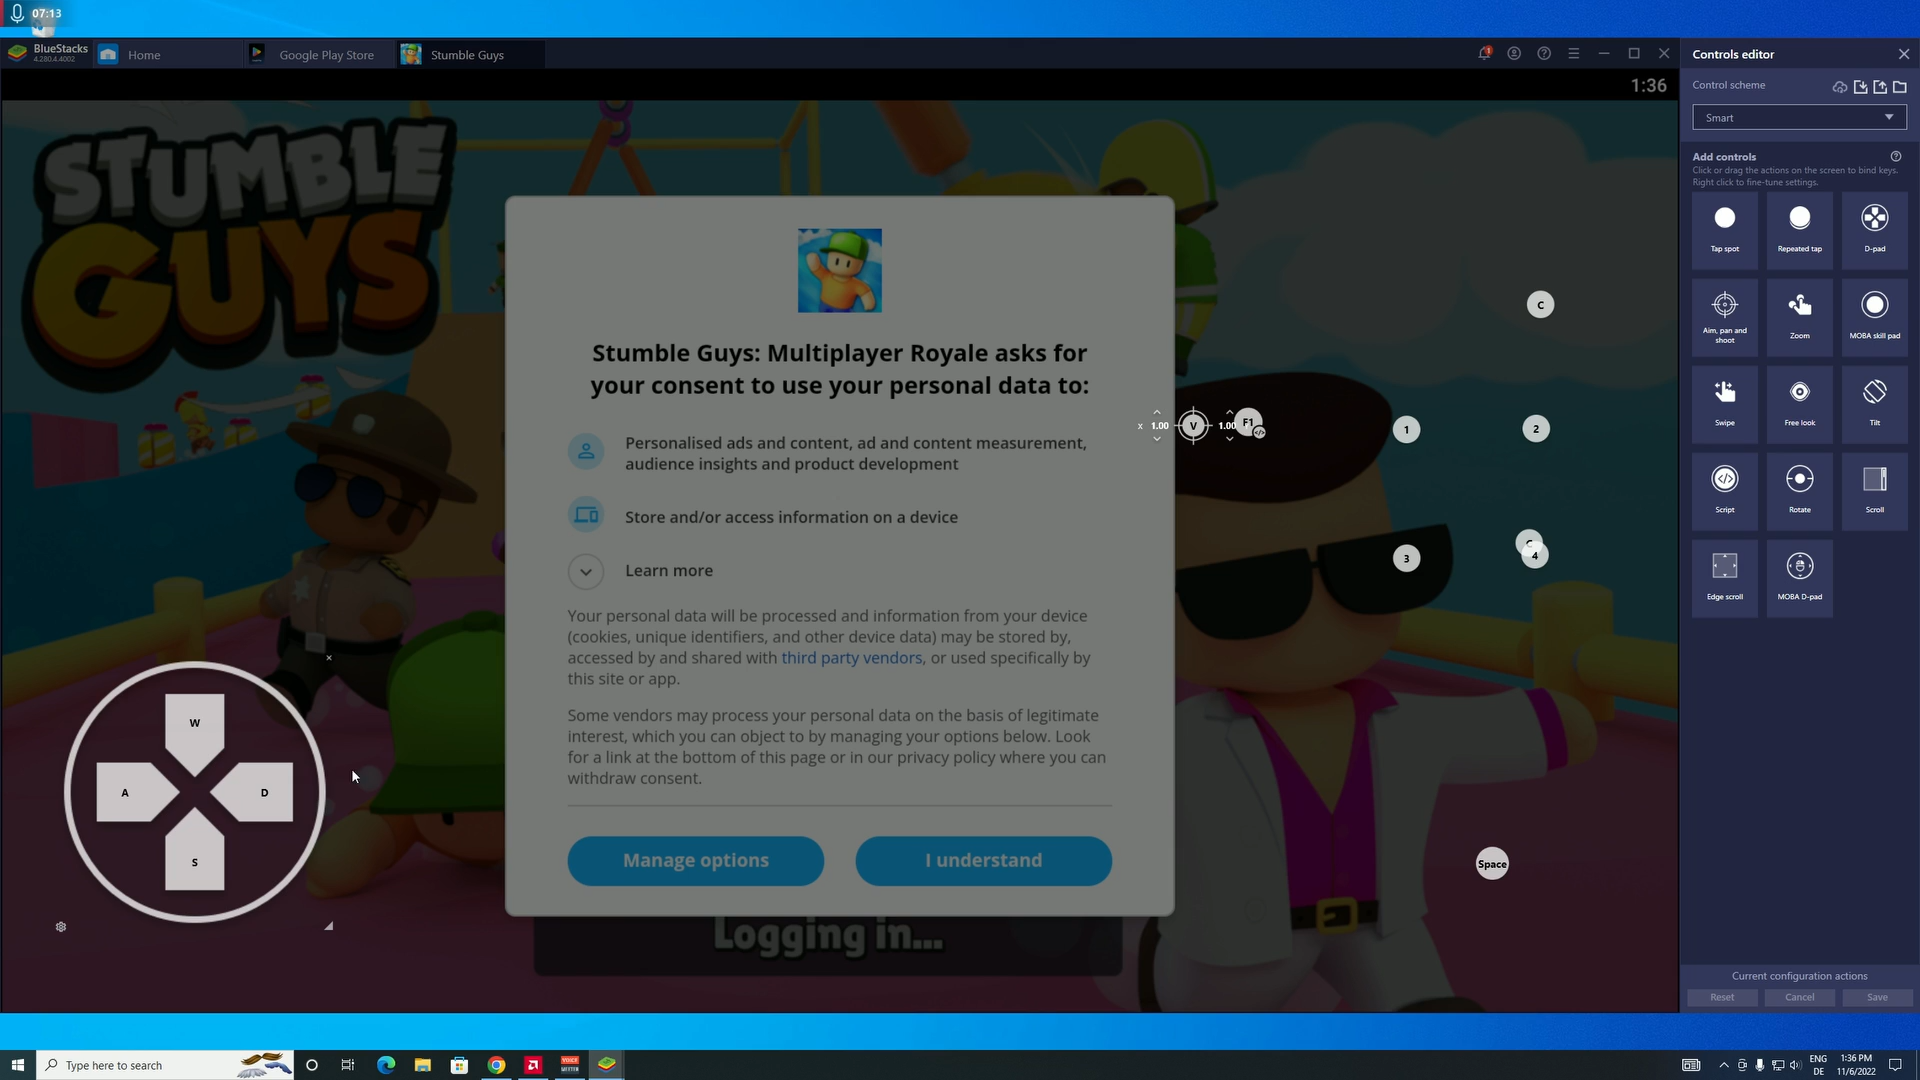 07:13
BlueStacks
4.280.4.4002
Home
Google Play Store
Stumble Guys
1:36
STUMBLE
GUYS
Stumble Guys: Multiplayer Royale asks for
your consent to use your personal data to:
Personalised ads and content, ad and content measurement,
audience insights and product development
Store and/or access information on a device
Learn more
Your personal data will be processed and information from your device
(cookies, unique identifiers, and other device data) may be stored by,
accessed by and shared with third party vendors, or used specifically by
this site or app.
Some vendors may process your personal data on the basis of legitimate
interest, which you can object to by managing your options below. Look
for a link at the bottom of this page or in our privacy policy where you can
withdraw consent.
Manage options
I understand
Logging in...
W
A
D
S
C
x 1.00
V
1.00
F1
1
2
3
4
Space
Controls editor
Control scheme
Smart
Add controls
Click or drag the actions on the screen to bind keys.
Right click to fine-tune settings.
Tap spot
Repeated tap
D-pad
Aim, pan and
shoot
Zoom
MOBA skill pad
Swipe
Free look
Tilt
Script
Rotate
Scroll
Edge scroll
MOBA D-pad
Current configuration actions
Reset
Cancel
Save
Type here to search
ENG
DE
1:36 PM
11/6/2022